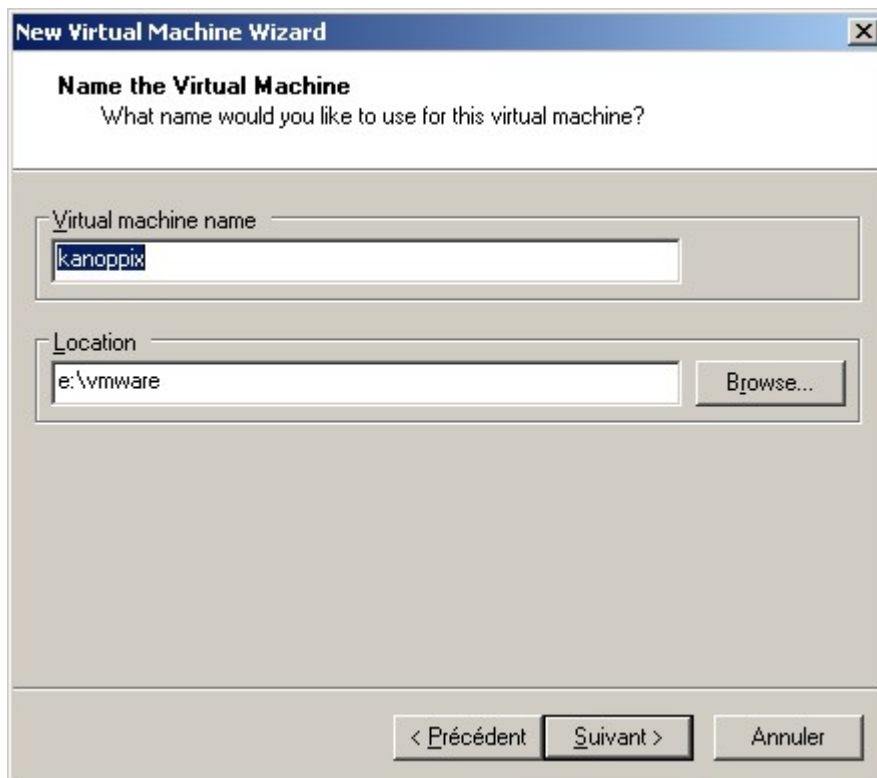 New Virtual Machine Wizard
Name the Virtual Machine
What name would you like to use for this virtual machine?
Virtual machine name
kanoppix
Location
e:\vmware
Browse...
< Précédent
Suivant >
Annuler